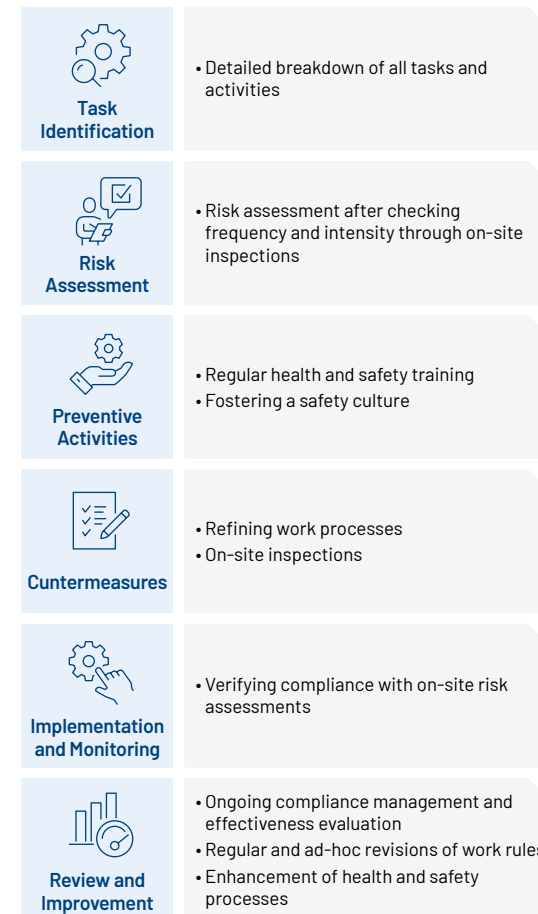 Task
Identification
• Detailed breakdown of all tasks and
activities
Risk
Assessment
• Risk assessment after checking
frequency and intensity through on-site
inspections
Preventive
Activities
• Regular health and safety training
• Fostering a safety culture
Cuntermeasures
• Refining work processes
• On-site inspections
Implementation
and Monitoring
• Verifying compliance with on-site risk
assessments
Review and
Improvement
• Ongoing compliance management and
effectiveness evaluation
• Regular and ad-hoc revisions of work rules
• Enhancement of health and safety
processes